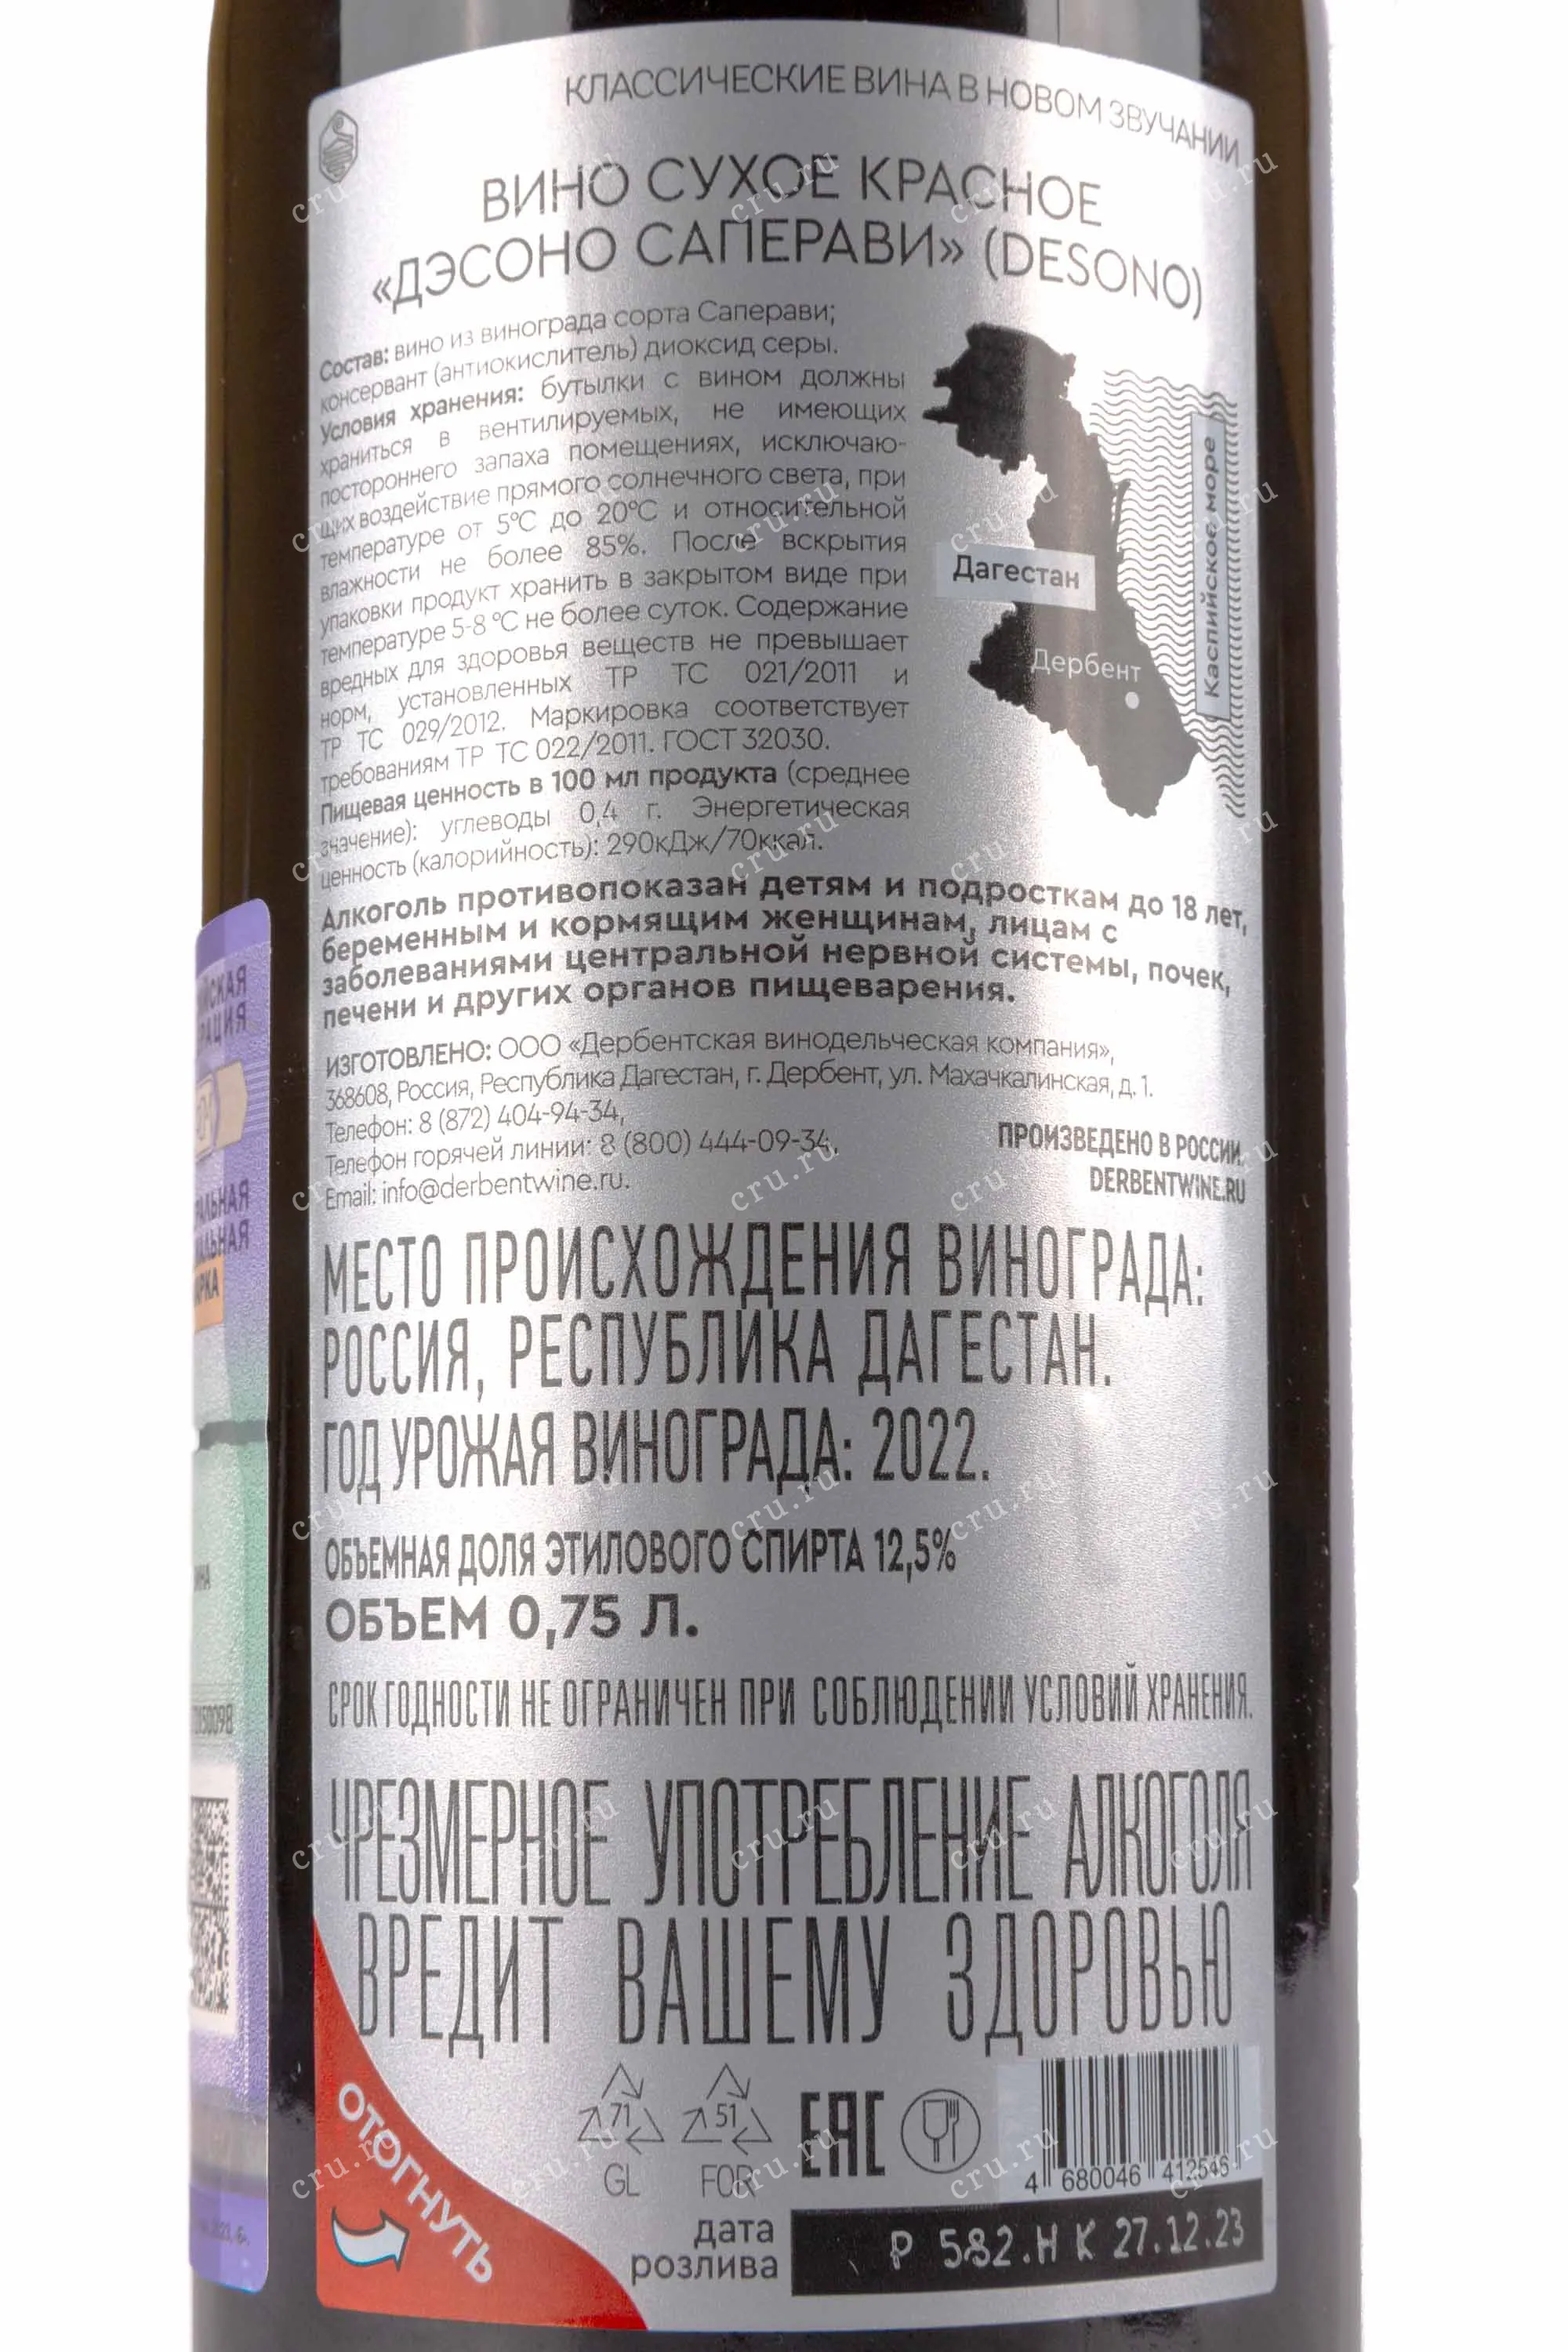 КЛАССИЧЕСКИЕ ВИНА В НОВОМ ЗВУЧАНИИ
ВИНО СУХОЕ КРАСНОЕ
«ДЭСОНО САПЕРАВИ» (DESONO)
Состав: вино из винограда сорта Саперави;
консервант (антиокислитель) диоксид серы.
Условия хранения: бутылки с вином должны
храниться в вентилируемых, не имеющих
постороннего запаха помещениях, исключаю-
щих воздействие прямого солнечного света, при
температуре от 5°C до 20°C и относительной
влажности не более 85%. После вскрытия
упаковки продукт хранить в закрытом виде при
температуре 5-8 °C не более суток. Содержание
вредных для здоровья веществ не превышает
норм, установленных ТР ТС 021/2011 и
ТР ТС 029/2012. Маркировка соответствует
требованиям ТР ТС 022/2011. ГОСТ 32030.
Пищевая ценность в 100 мл продукта (среднее
значение): углеводы 0,4 г. Энергетическая
ценность (калорийность): 290кДж/70ккал.
Дагестан
Дербент
Каспийское море
Алкоголь противопоказан детям и подросткам до 18 лет,
беременным и кормящим женщинам, лицам с
заболеваниями центральной нервной системы, почек,
печени и других органов пищеварения.
ИЗГОТОВЛЕНО: ООО «Дербентская винодельческая компания»,
368608, Россия, Республика Дагестан, г. Дербент, ул. Махачкалинская, д. 1.
Телефон: 8 (872) 404-94-34,
Телефон горячей линии: 8 (800) 444-09-34,
Email: info@derbentwine.ru.
ПРОИЗВЕДЕНО В РОССИИ.
DERBENTWINE.RU
МЕСТО ПРОИСХОЖДЕНИЯ ВИНОГРАДА:
РОССИЯ, РЕСПУБЛИКА ДАГЕСТАН.
ГОД УРОЖАЯ ВИНОГРАДА: 2022.
ОБЪЕМНАЯ ДОЛЯ ЭТИЛОВОГО СПИРТА 12,5%
ОБЪЕМ 0,75 Л.
СРОК ГОДНОСТИ НЕ ОГРАНИЧЕН ПРИ СОБЛЮДЕНИИ УСЛОВИЙ ХРАНЕНИЯ.
ЧРЕЗМЕРНОЕ УПОТРЕБЛЕНИЕ АЛКОГОЛЯ
ВРЕДИТ ВАШЕМУ ЗДОРОВЬЮ
71 51 EAC
GL FOR
4 680046 412546
ОТОГНУТЬ
дата
розлива
Р 582.Н К 27.12.23
cru.ru